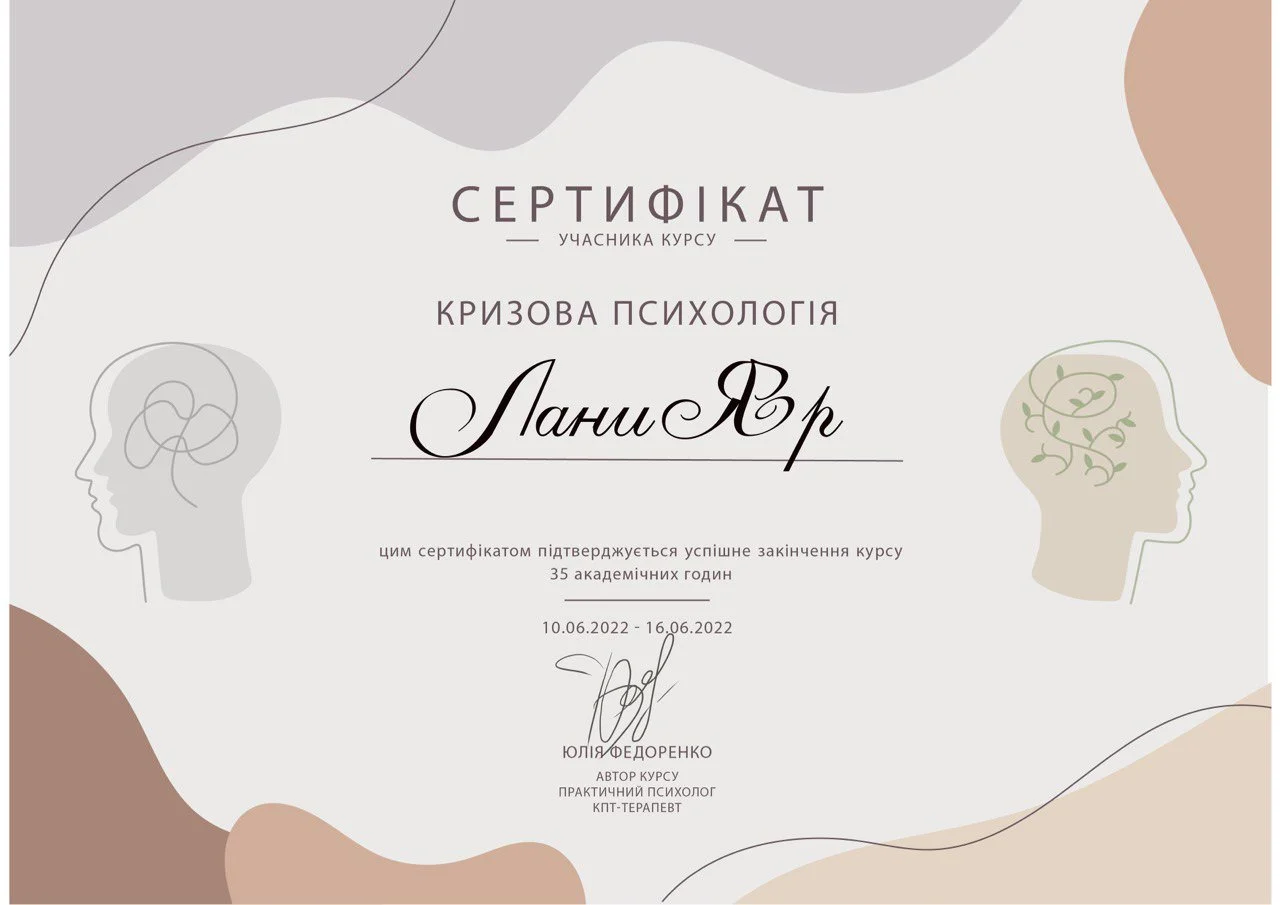 СЕРТИФІКАТ
УЧАСНИКА КУРСУ
КРИЗОВА ПСИХОЛОГІЯ
Лани Яр
цим сертифікатом підтверджується успішне закінчення курсу
35 академічних годин
10.06.2022 - 16.06.2022
ЮЛІЯ ФЕДОРЕНКО
АВТОР КУРСУ
ПРАКТИЧНИЙ ПСИХОЛОГ
КПТ-ТЕРАПЕВТ